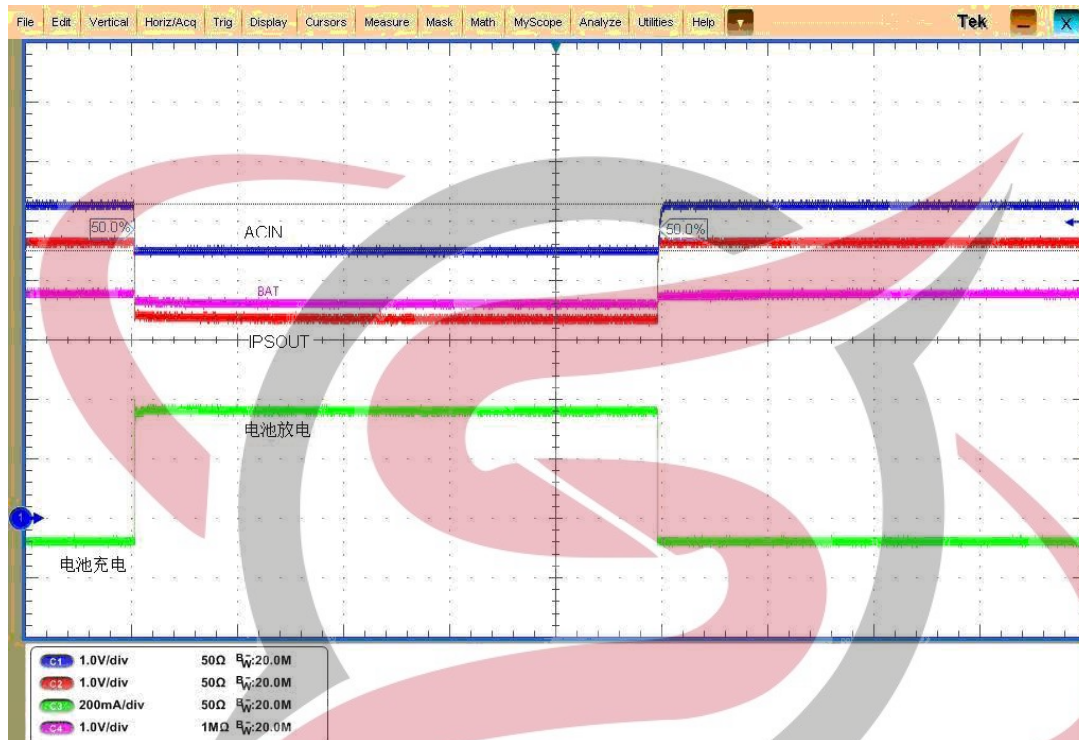 File Edit Vertical Horiz/Acq Trig Display Cursors Measure Mask Math MyScope Analyze Utilities Help Tek X
50.0%
ACIN
50.0%
BAT
IPSOUT
电池放电
1
电池充电
C1 1.0V/div 50Ω BW:20.0M
C2 1.0V/div 50Ω BW:20.0M
C3 200mA/div 50Ω BW:20.0M
C4 1.0V/div 1MΩ BW:20.0M